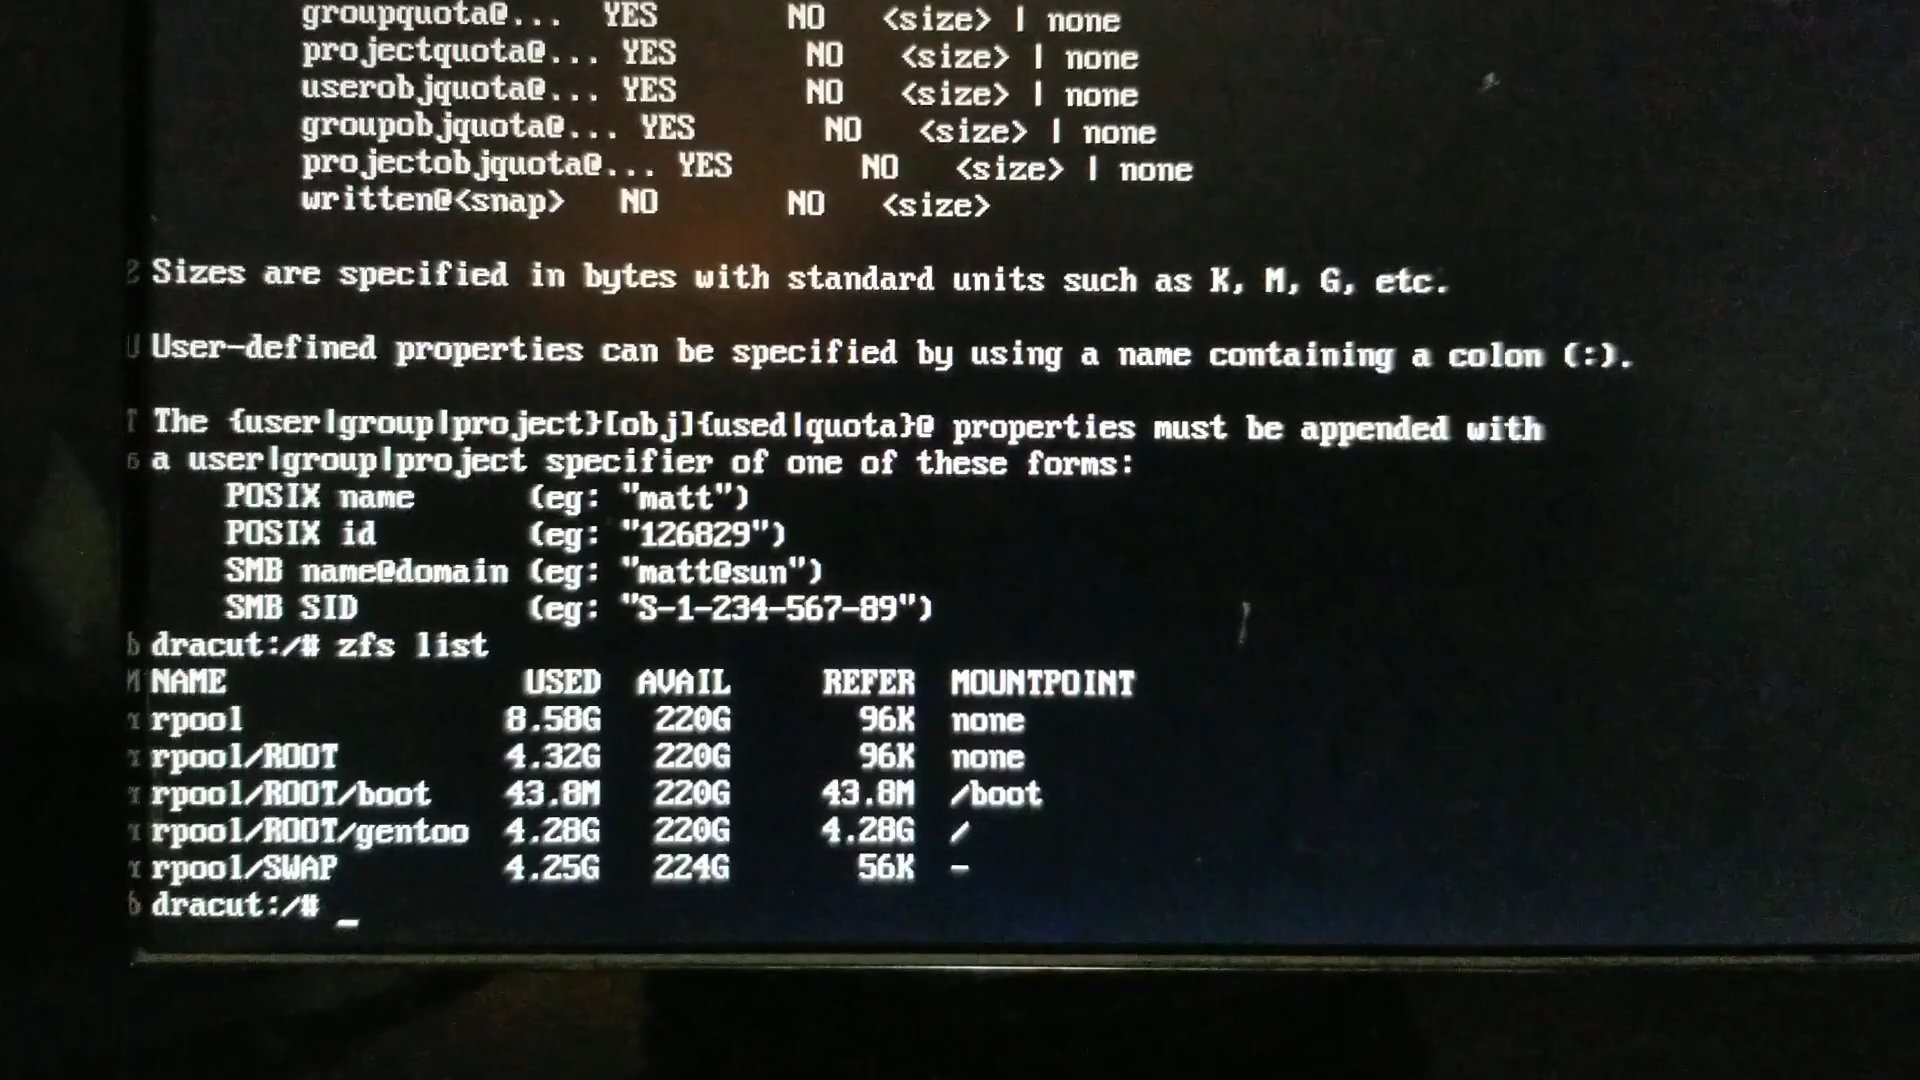 groupquota@... YES NO <size> | none
projectquota@... YES NO <size> | none
userobjquota@... YES NO <size> | none
groupobjquota@... YES NO <size> | none
projectobjquota@... YES NO <size> | none
written@<snap> NO NO <size>
Sizes are specified in bytes with standard units such as K, M, G, etc.
User-defined properties can be specified by using a name containing a colon (:).
The {user|group|project}[obj]{used|quota}@ properties must be appended with
a user|group|project specifier of one of these forms:
POSIX name (eg: "matt")
POSIX id (eg: "126829")
SMB name@domain (eg: "matt@sun")
SMB SID (eg: "S-1-234-567-89")
dracut:/# zfs list
NAME USED AVAIL REFER MOUNTPOINT
rpool 8.58G 220G 96K none
rpool/ROOT 4.32G 220G 96K none
rpool/ROOT/boot 43.8M 220G 43.8M /boot
rpool/ROOT/gentoo 4.28G 220G 4.28G /
rpool/SWAP 4.25G 224G 56K -
dracut:/# _